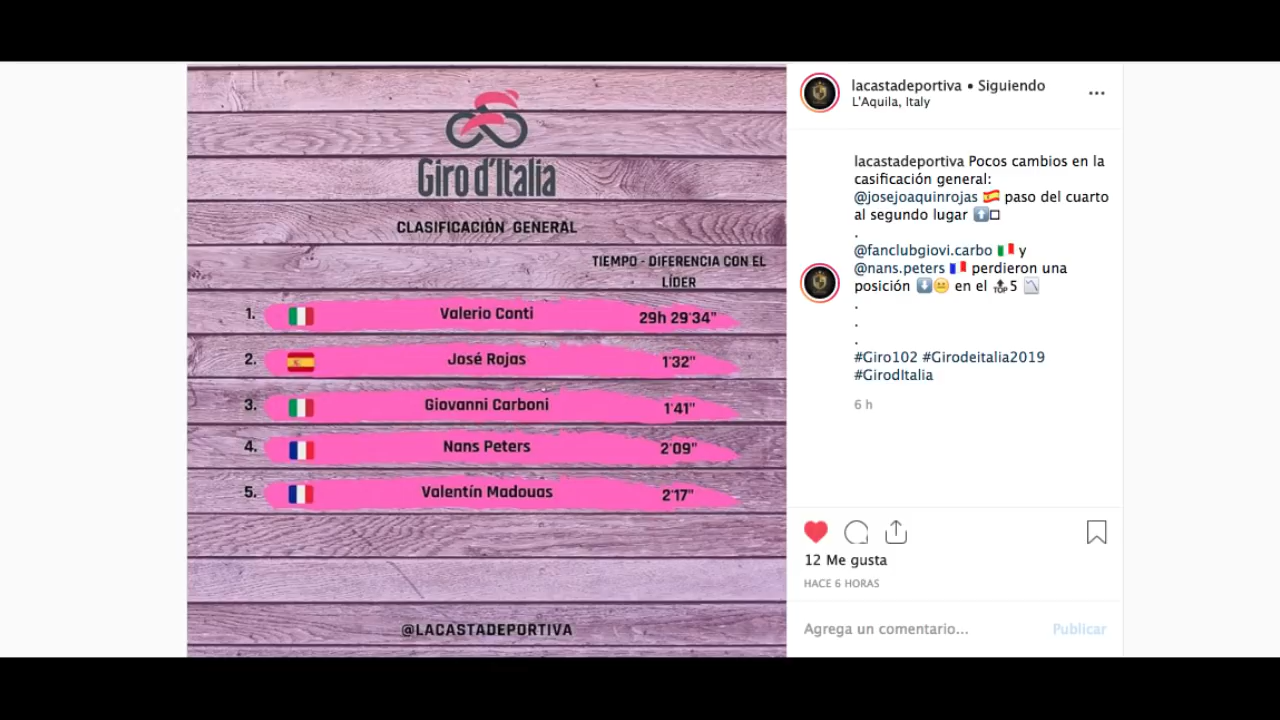 Giro d'Italia
CLASIFICACIÓN GENERAL
TIEMPO - DIFERENCIA CON EL
LÍDER
1. Valerio Conti 29h 29'34"
2. José Rojas 1'32"
3. Giovanni Carboni 1'41"
4. Nans Peters 2'09"
5. Valentín Madouas 2'17"
@LACASTADEPORTIVA
lacastadeportiva • Siguiendo
L'Aquila, Italy
lacastadeportiva Pocos cambios en la
casificación general:
@josejoaquinrojas 🇪🇸 paso del cuarto
al segundo lugar ⬆️□
.
@fanclubgiovi.carbo 🇮🇹 y
@nans.peters 🇫🇷 perdieron una
posición ⬇️😐 en el 🔝5 📉
.
.
.
#Giro102 #Girodeitalia2019
#GirodItalia
6 h
12 Me gusta
HACE 6 HORAS
Agrega un comentario...
Publicar